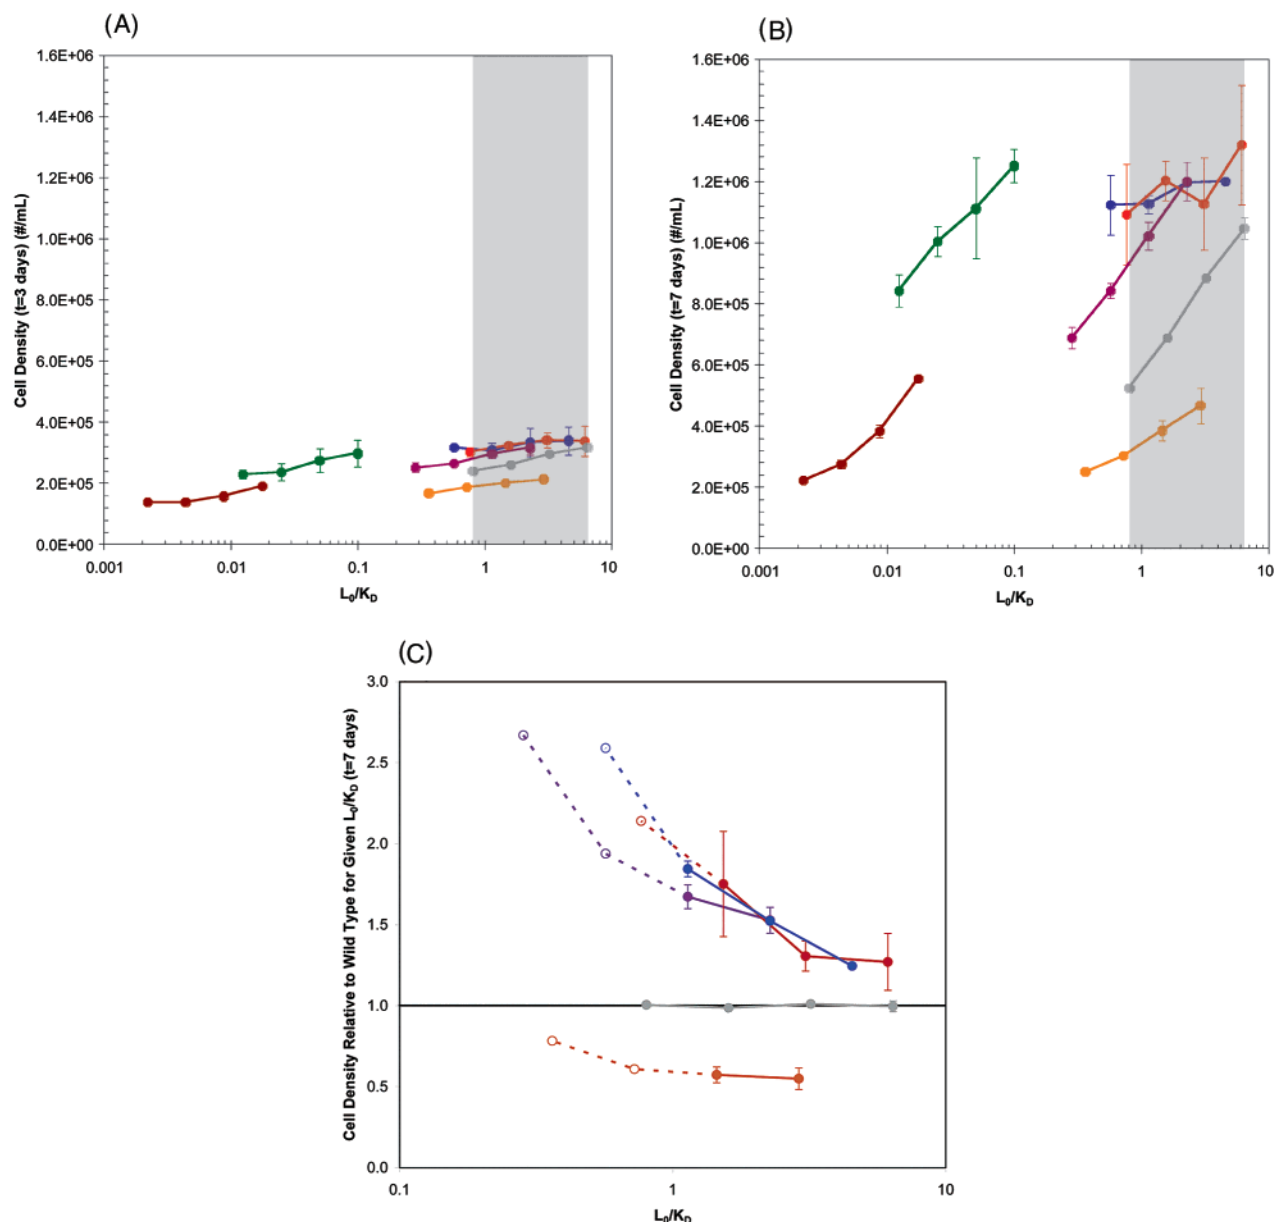 (A)
Cell Density (t=3 days) (#/mL)
1.6E+06
1.4E+06
1.2E+06
1.0E+06
8.0E+05
6.0E+05
4.0E+05
2.0E+05
0.0E+00
0.001
0.01
0.1
1
10
L₀/K_D
(B)
Cell Density (t=7 days) (#/mL)
1.6E+06
1.4E+06
1.2E+06
1.0E+06
8.0E+05
6.0E+05
4.0E+05
2.0E+05
0.0E+00
0.001
0.01
0.1
1
10
L₀/K_D
(C)
Cell Density Relative to Wild Type for Given L₀/K_D (t=7 days)
3.0
2.5
2.0
1.5
1.0
0.5
0.0
0.1
1
10
L₀/K_D